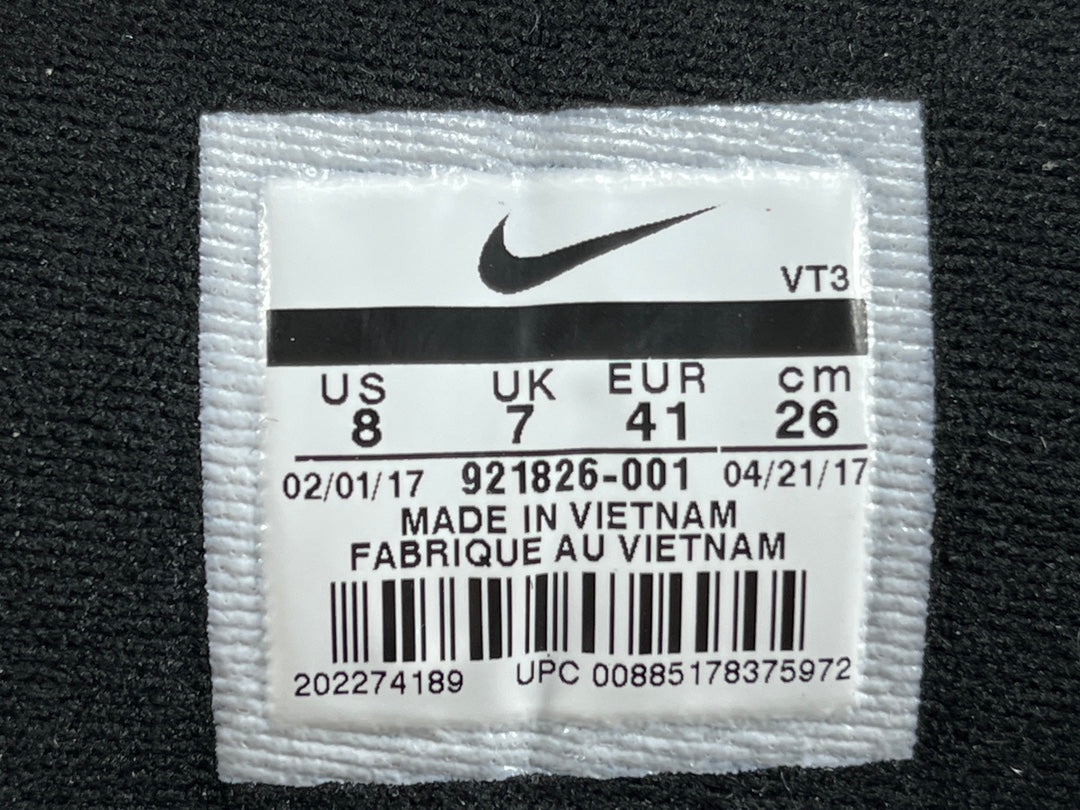 VT3
US UK EUR cm
8 7 41 26
02/01/17 921826-001 04/21/17
MADE IN VIETNAM
FABRIQUE AU VIETNAM
202274189 UPC 00885178375972